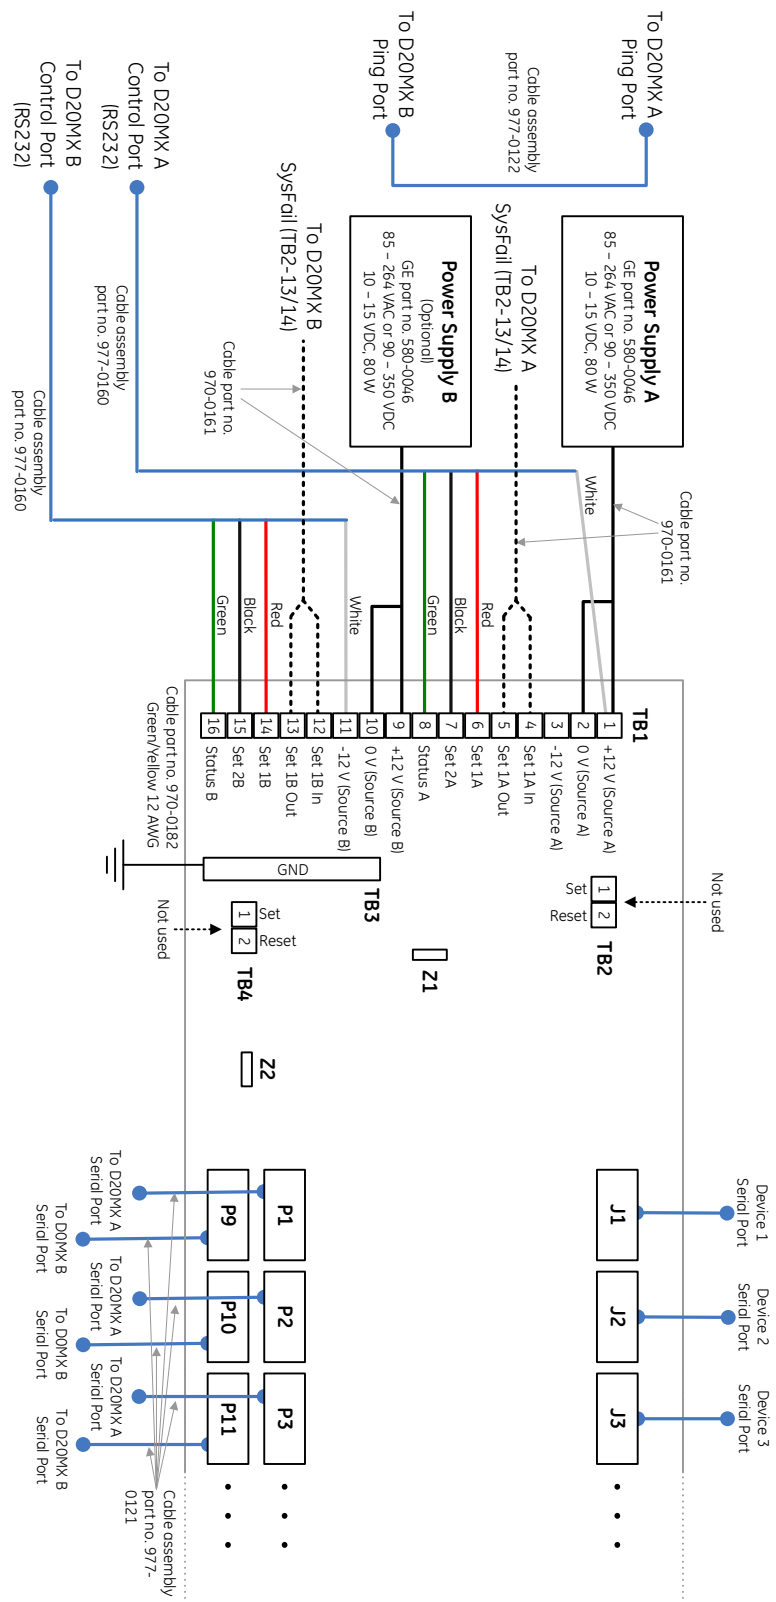 To D20MX A
Ping Port
Cable assembly
part no. 977-0122
To D20MX B
Ping Port
To D20MX A
Control Port
(RS232)
To D20MX B
Control Port
(RS232)
Power Supply A
GE part no. 580-0046
85 – 264 VAC or 90 – 350 VDC
10 – 15 VDC, 80 W
To D20MX A
SysFail (TB2-13/14)
Power Supply B
(Optional)
GE part no. 580-0046
85 – 264 VAC or 90 – 350 VDC
10 – 15 VDC, 80 W
To D20MX B
SysFail (TB2-13/14)
Cable part no.
970-0161
Cable part no.
970-0161
Cable assembly
part no. 977-0160
Cable assembly
part no. 977-0160
White
Red
Black
Green
White
Red
Black
Green
TB1
1 +12 V (Source A)
2 0 V (Source A)
3 -12 V (Source A)
4 Set 1A In
5 Set 1A Out
6 Set 1A
7 Set 2A
8 Status A
9 +12 V (Source B)
10 0 V (Source B)
11 -12 V (Source B)
12 Set 1B In
13 Set 1B Out
14 Set 1B
15 Set 2B
16 Status B
Cable part no. 970-0182
Green/Yellow 12 AWG
GND
TB3
Not used
Set 1
Reset 2
TB2
1 Set
2 Reset
TB4
Not used
Z1
Z2
J1
J2
J3
Device 1
Serial Port
Device 2
Serial Port
Device 3
Serial Port
P1
P2
P3
P9
P10
P11
To D20MX A
Serial Port
To D0MX B
Serial Port
To D20MX A
Serial Port
To D0MX B
Serial Port
To D20MX A
Serial Port
To D20MX B
Serial Port
Cable assembly
part no. 977-
0121